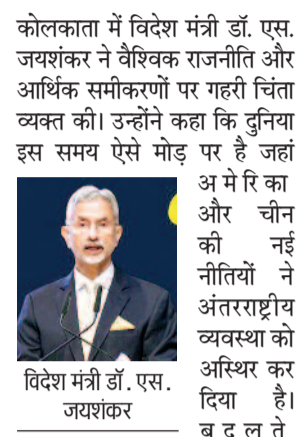 कोलकाता में विदेश मंत्री डॉ. एस.
जयशंकर ने वैश्विक राजनीति और
आर्थिक समीकरणों पर गहरी चिंता
व्यक्त की। उन्होंने कहा कि दुनिया
इस समय ऐसे मोड़ पर है जहां
अमेरिका
और चीन
की नई
नीतियों ने
अंतरराष्ट्रीय
व्यवस्था को
अस्थिर कर
दिया है।
बदलते
विदेश मंत्री डॉ. एस.
जयशंकर